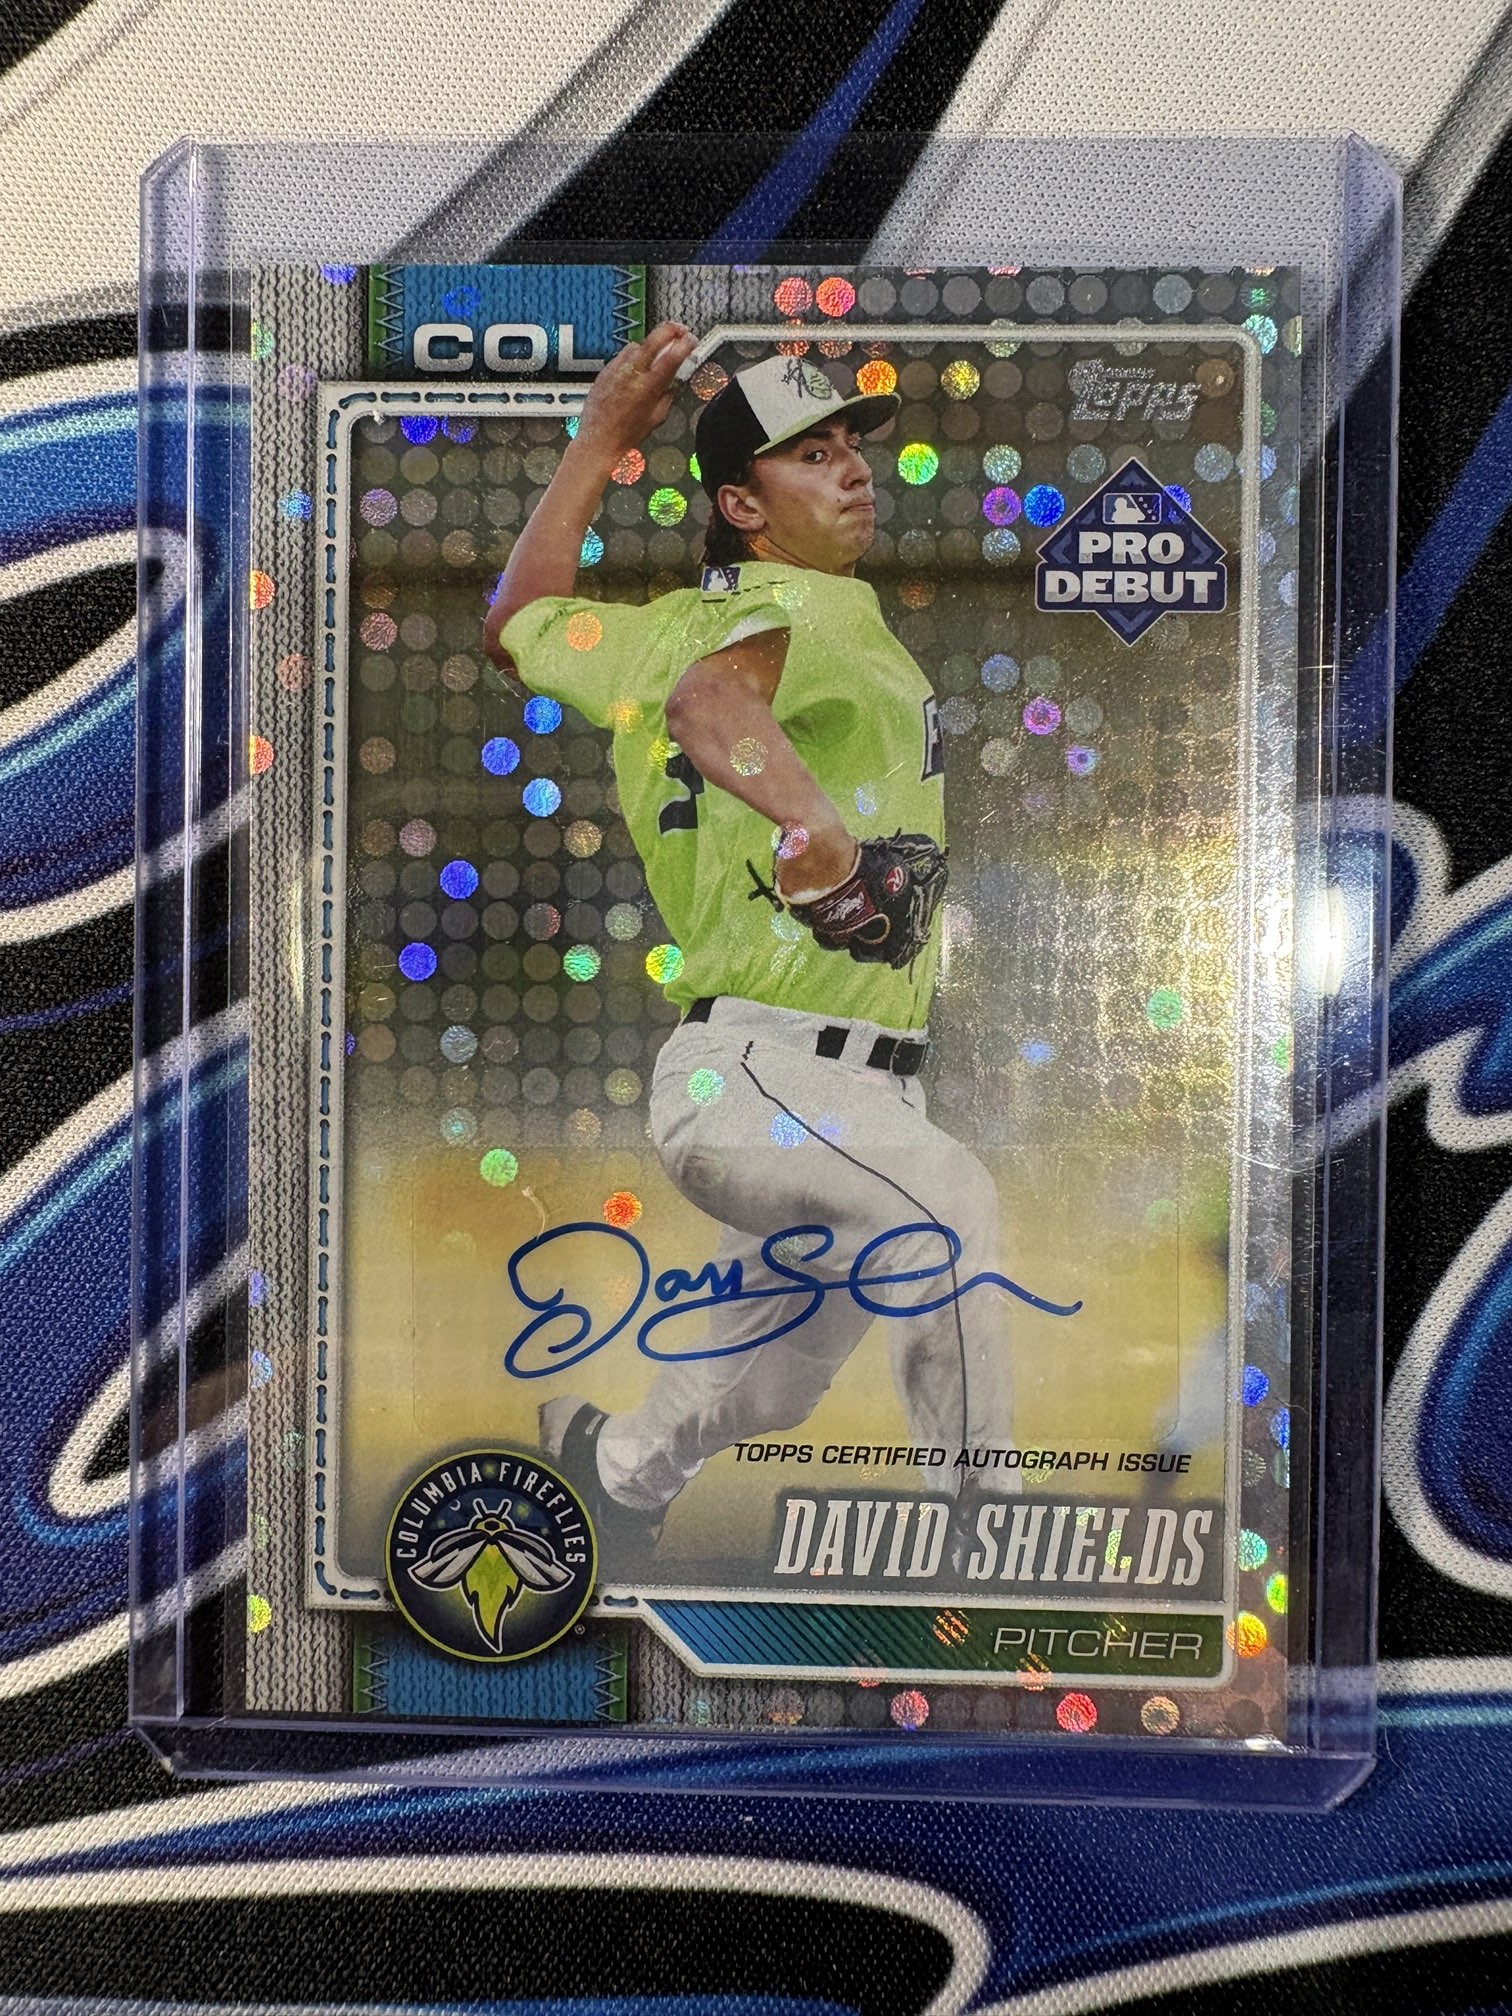 COL
Topps
PRO
DEBUT
TOPPS CERTIFIED AUTOGRAPH ISSUE
COLUMBIA FIREFLIES
DAVID SHIELDS
PITCHER